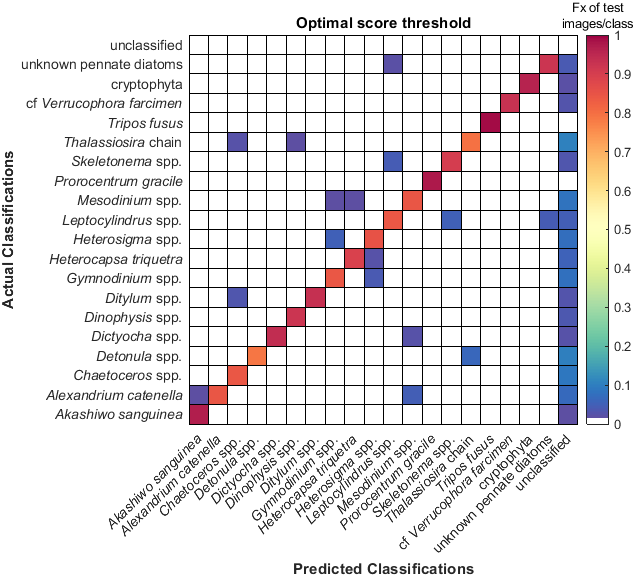 Optimal score threshold
Fx of test
images/class
Actual Classifications
unclassified
unknown pennate diatoms
cryptophyta
cf Verrucophora farcimen
Tripos fusus
Thalassiosira chain
Skeletonema spp.
Prorocentrum gracile
Mesodinium spp.
Leptocylindrus spp.
Heterosigma spp.
Heterocapsa triquetra
Gymnodinium spp.
Ditylum spp.
Dinophysis spp.
Dictyocha spp.
Detonula spp.
Chaetoceros spp.
Alexandrium catenella
Akashiwo sanguinea
1
0.9
0.8
0.7
0.6
0.5
0.4
0.3
0.2
0.1
0
Akashiwo sanguinea
Alexandrium catenella
Chaetoceros spp.
Detonula spp.
Dictyocha spp.
Dinophysis spp.
Ditylum spp.
Gymnodinium spp.
Heterocapsa triquetra
Heterosigma spp.
Leptocylindrus spp.
Mesodinium spp.
Prorocentrum gracile
Skeletonema spp.
Thalassiosira chain
Tripos fusus
cf Verrucophora farcimen
cryptophyta
unknown pennate diatoms
unclassified
Predicted Classifications